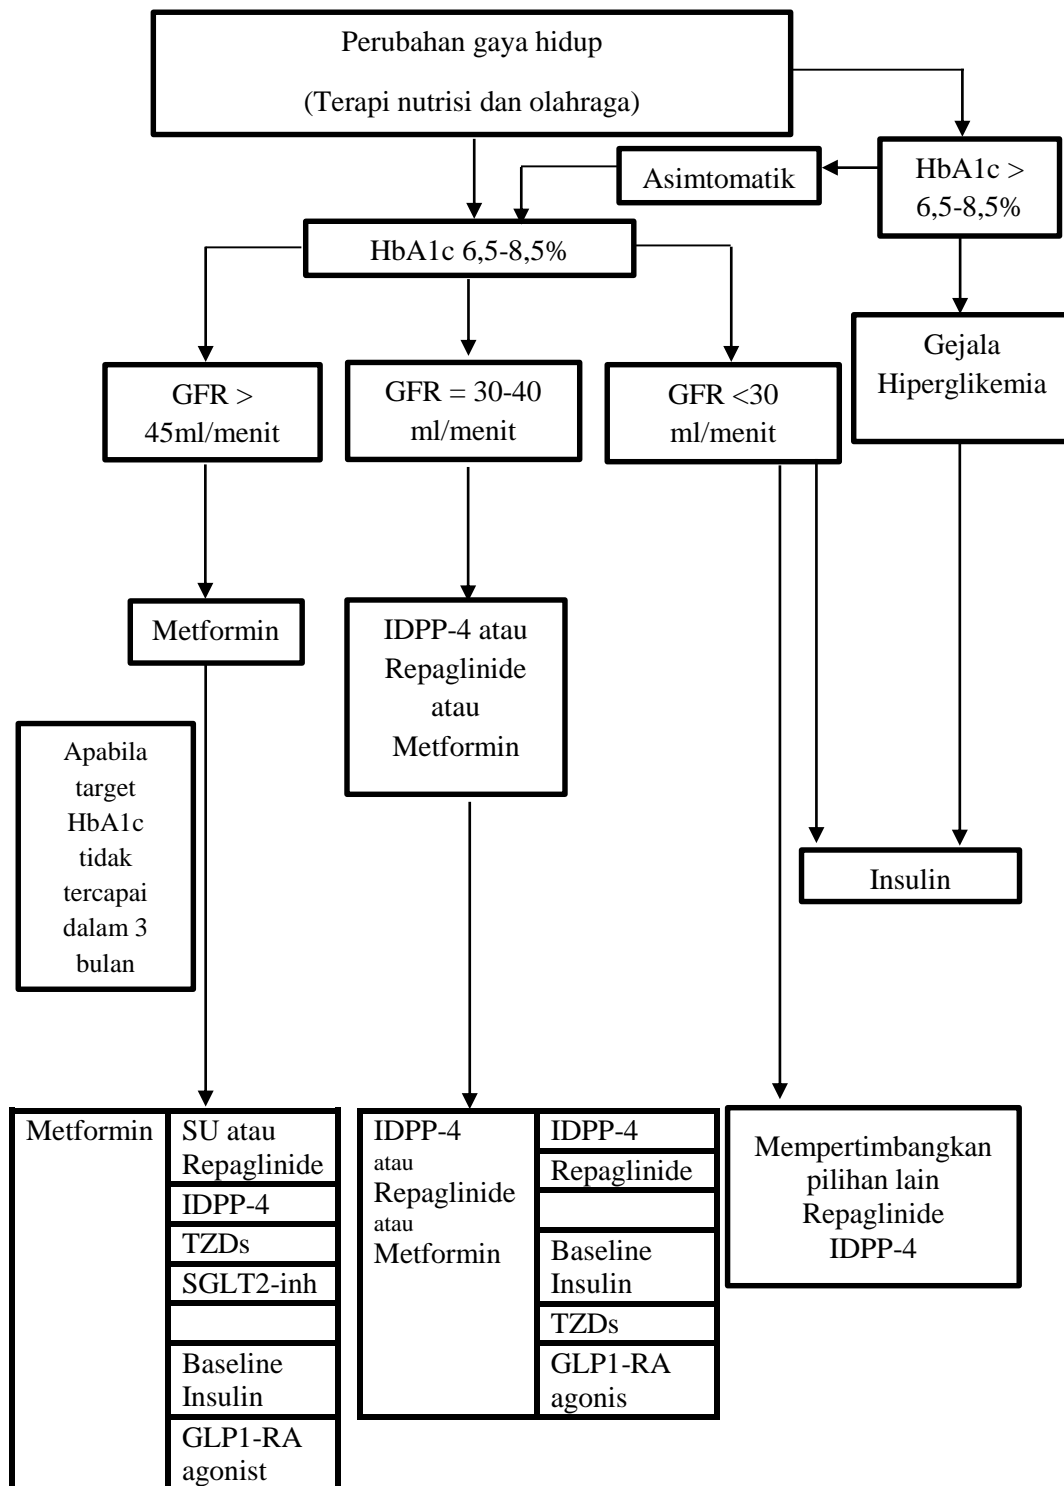 Perubahan gaya hidup
(Terapi nutrisi dan olahraga)
HbA1c >
6,5-8,5%
Asimtomatik
HbA1c 6,5-8,5%
Gejala
Hiperglikemia
GFR >
45ml/menit
GFR = 30-40
ml/menit
GFR <30
ml/menit
Metformin
IDPP-4 atau
Repaglinide
atau
Metformin
Apabila
target
HbA1c
tidak
tercapai
dalam 3
bulan
Insulin
Metformin
SU atau
Repaglinide
IDPP-4
TZDs
SGLT2-inh
Baseline
Insulin
GLP1-RA
agonist
IDPP-4
atau
Repaglinide
atau
Metformin
IDPP-4
Repaglinide
Baseline
Insulin
TZDs
GLP1-RA
agonis
Mempertimbangkan
pilihan lain
Repaglinide
IDPP-4